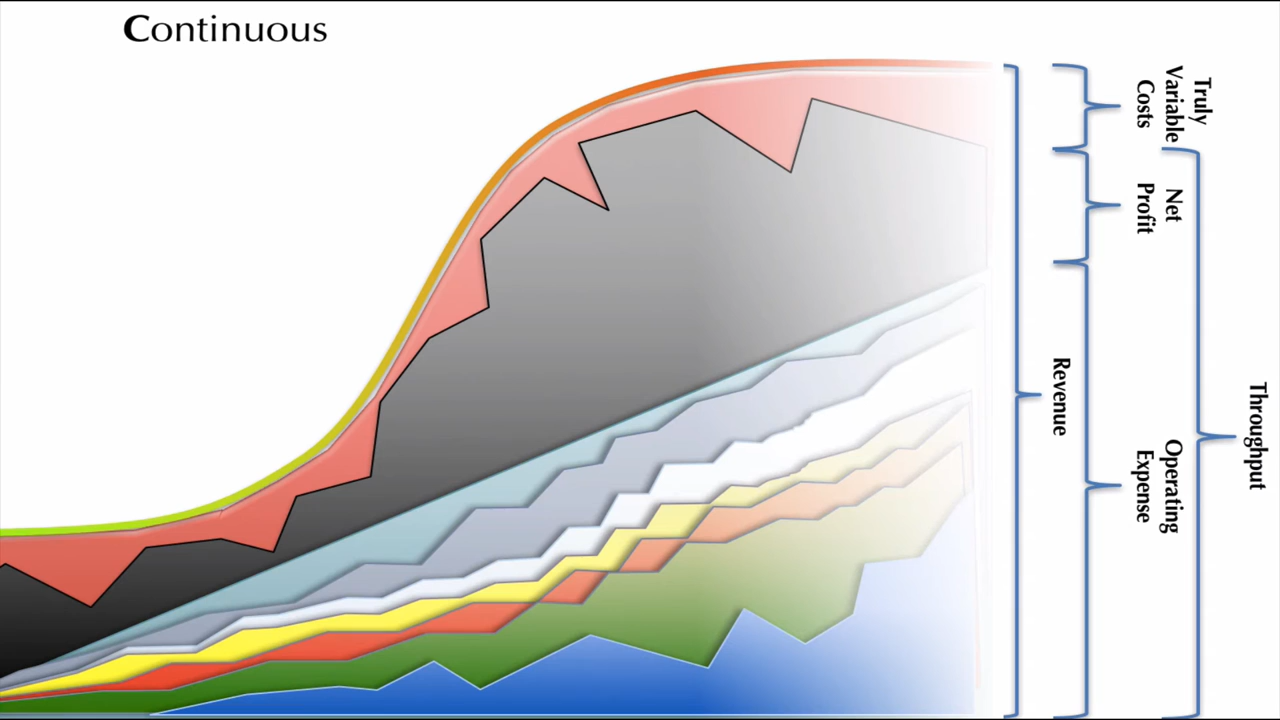 Continuous
Truly
Variable
Costs
Net
Profit
Revenue
Operating
Expense
Throughput